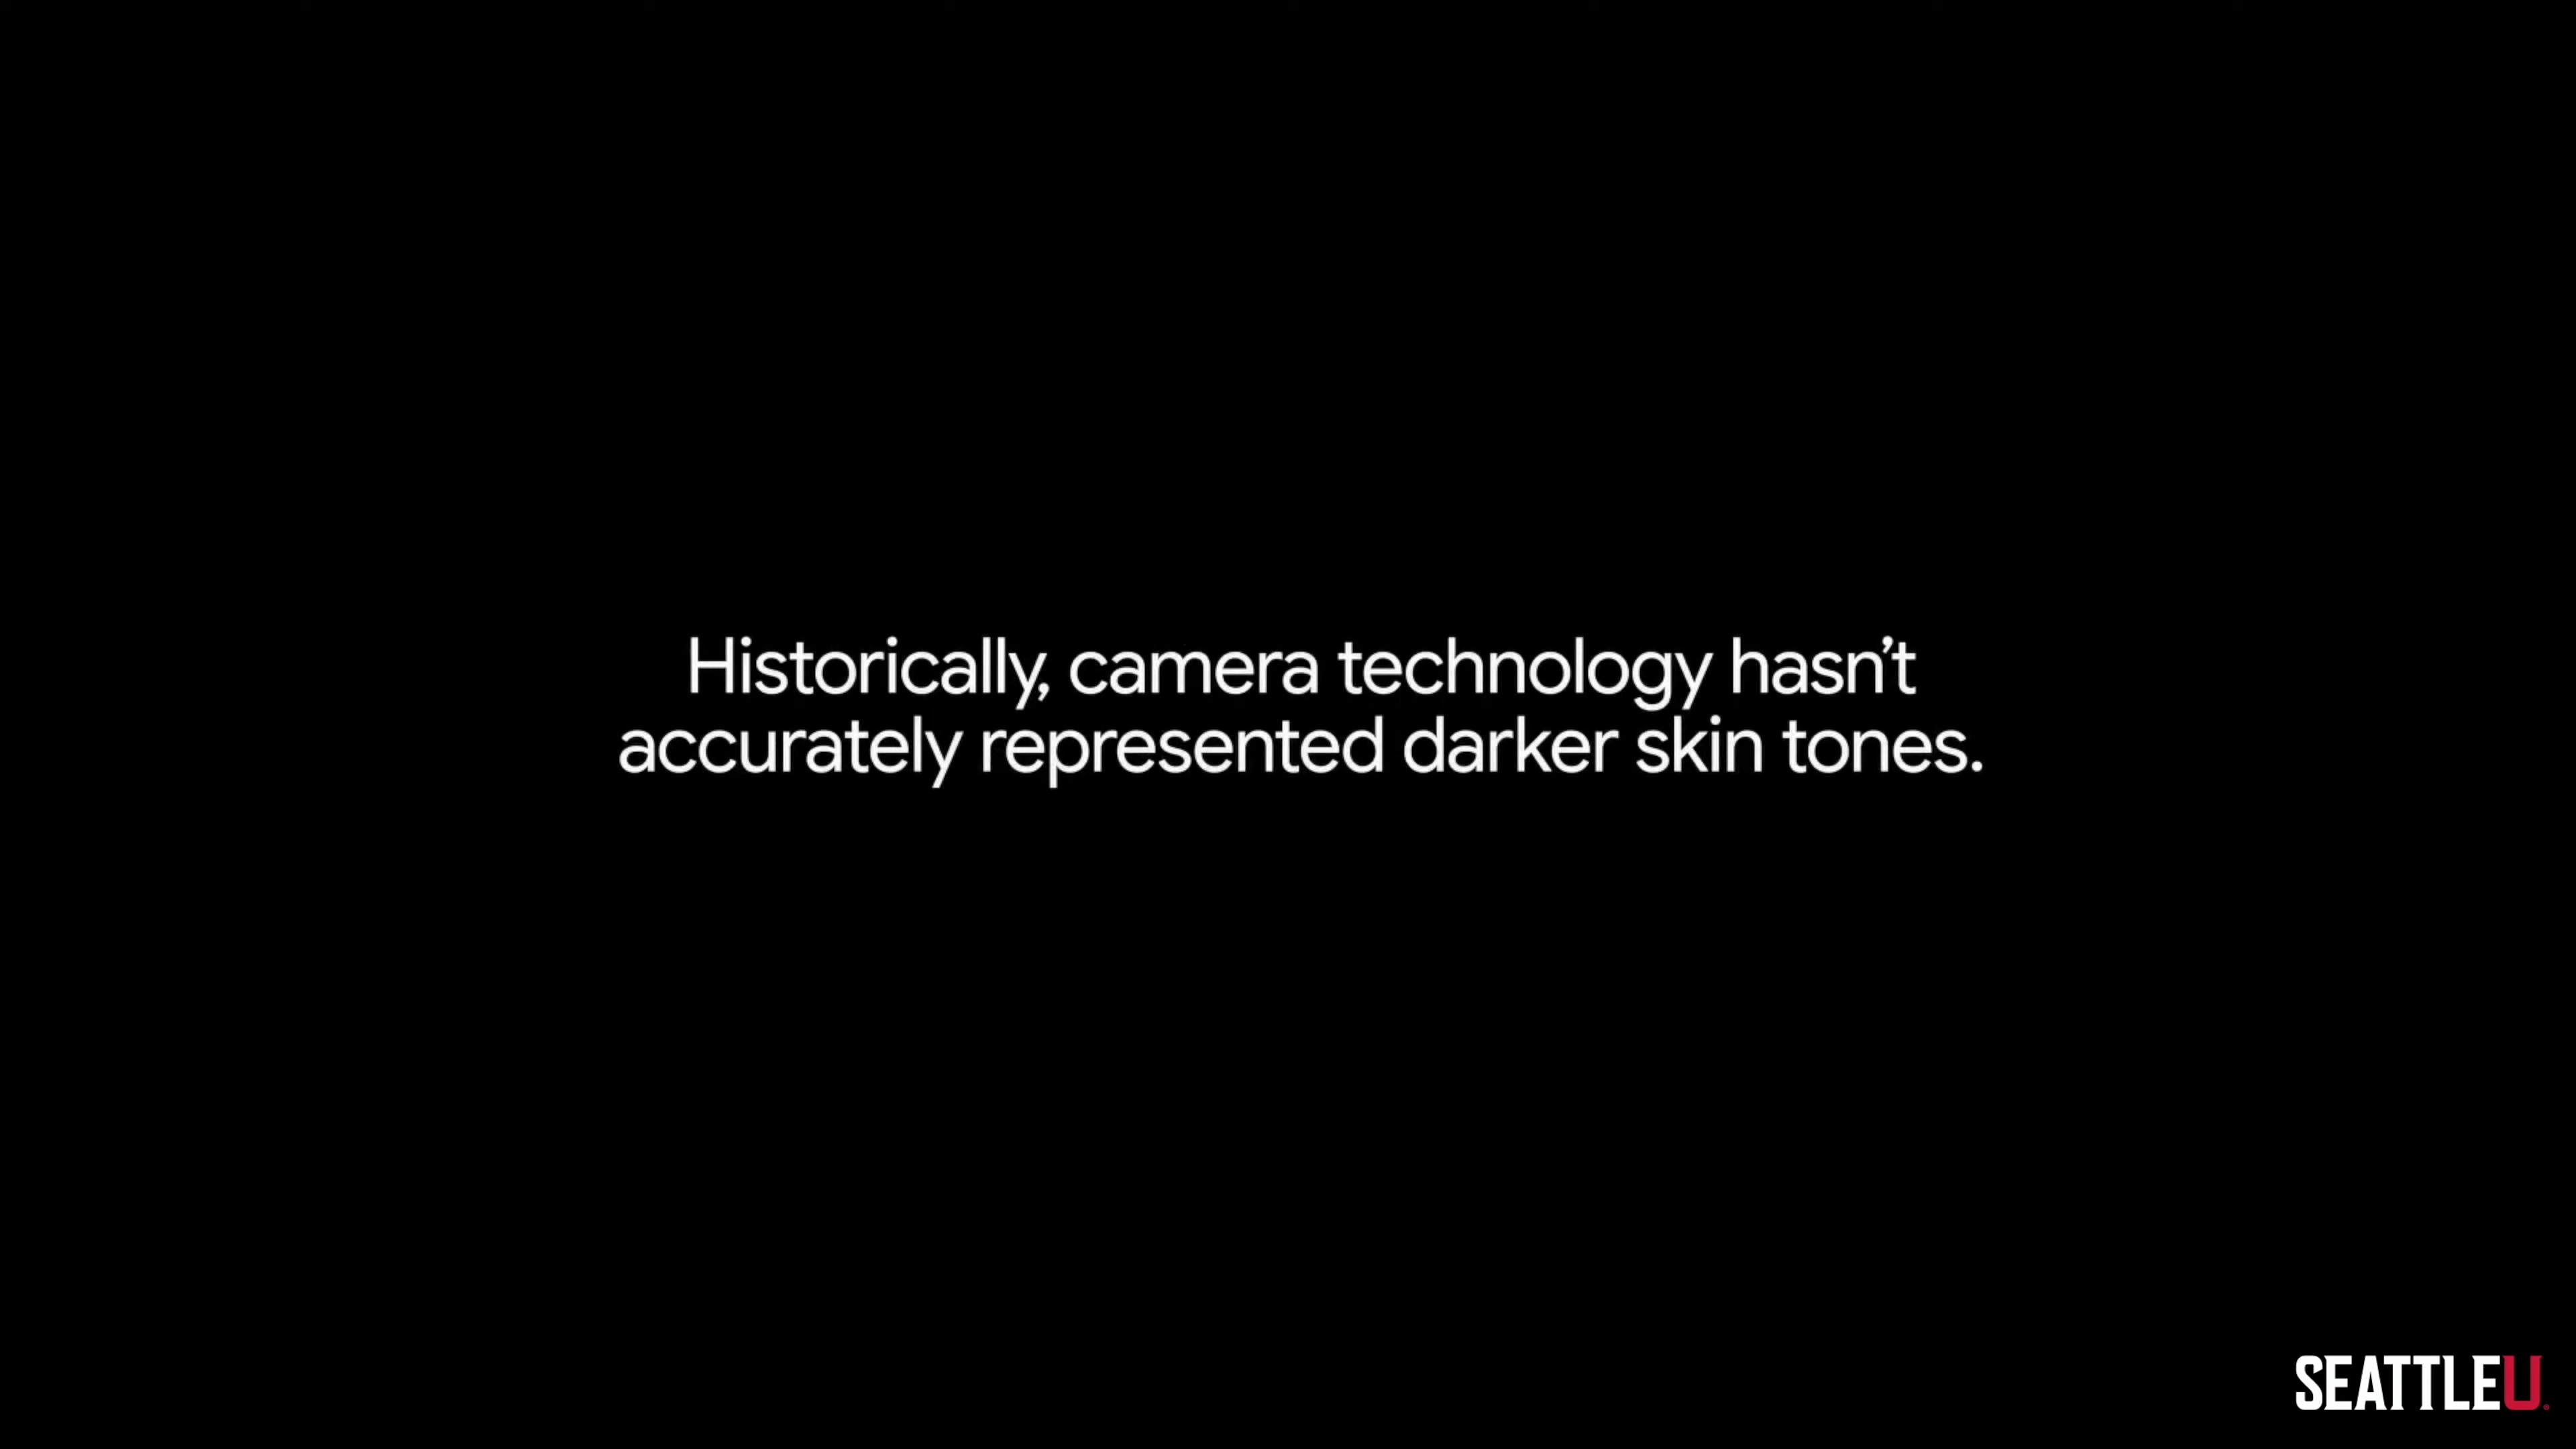 Historically, camera technology hasn’t
accurately represented darker skin tones.
SEATTLEU